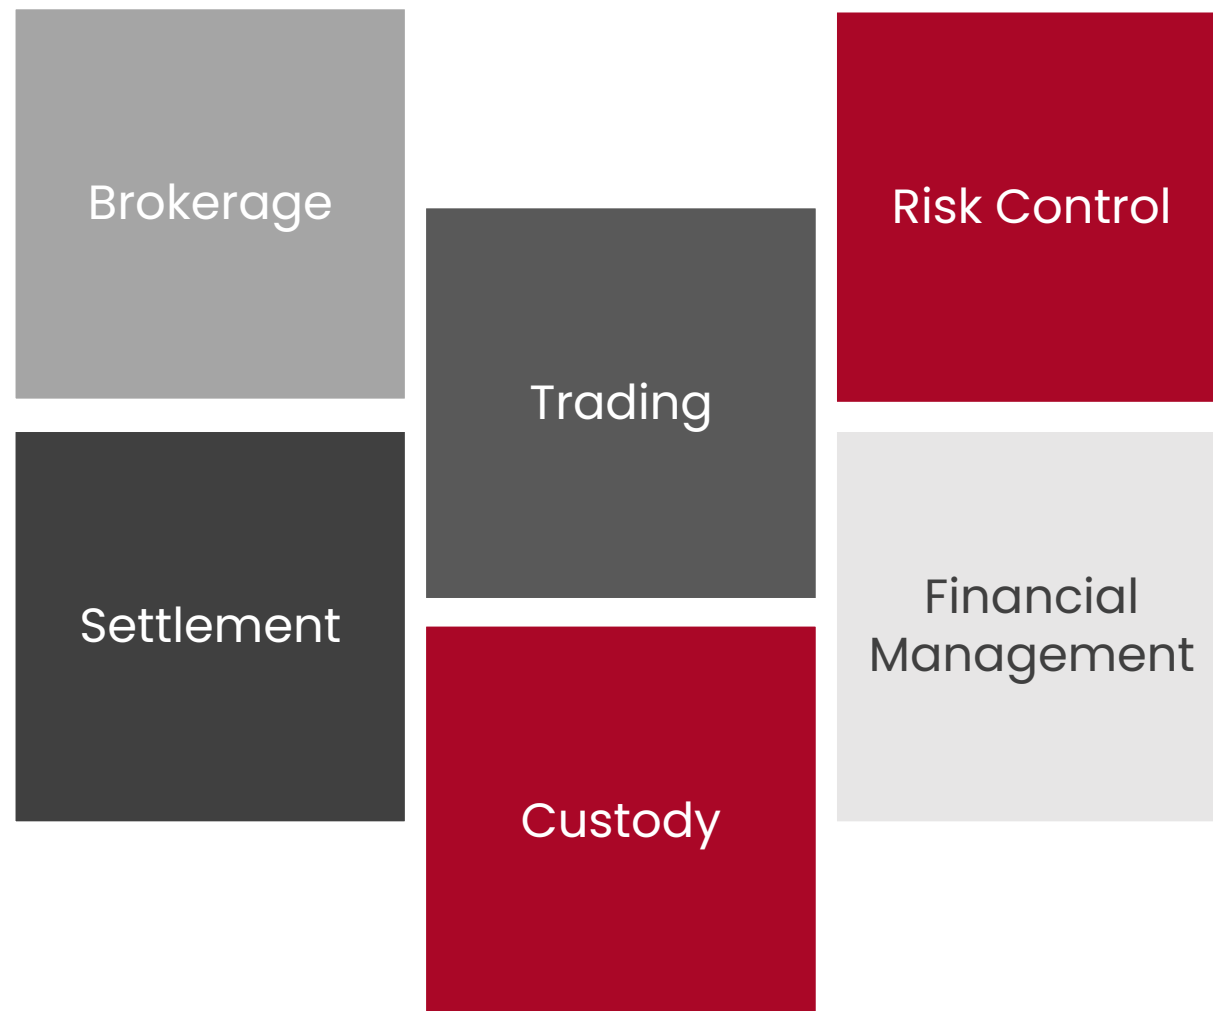 Brokerage
Risk Control
Trading
Settlement
Financial
Management
Custody